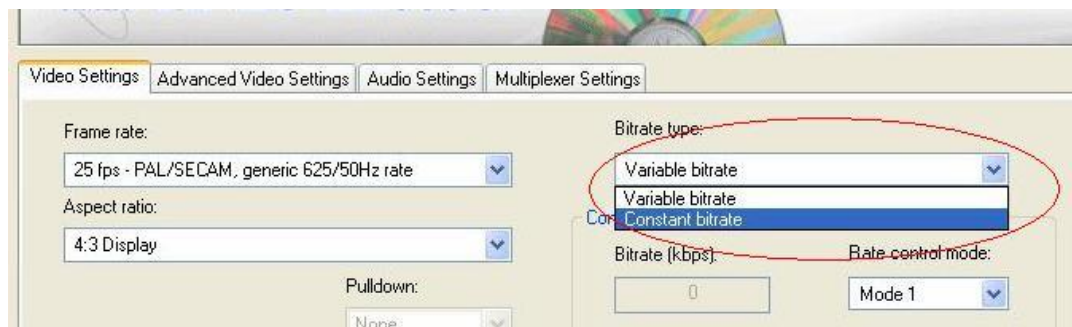 Video Settings Advanced Video Settings Audio Settings Multiplexer Settings
Frame rate:
25 fps - PAL/SECAM, generic 625/50Hz rate
Aspect ratio:
4:3 Display
Pulldown:
None
Bitrate type:
Variable bitrate
Variable bitrate
Constant bitrate
Con
Bitrate (kbps):
0
Rate control mode:
Mode 1